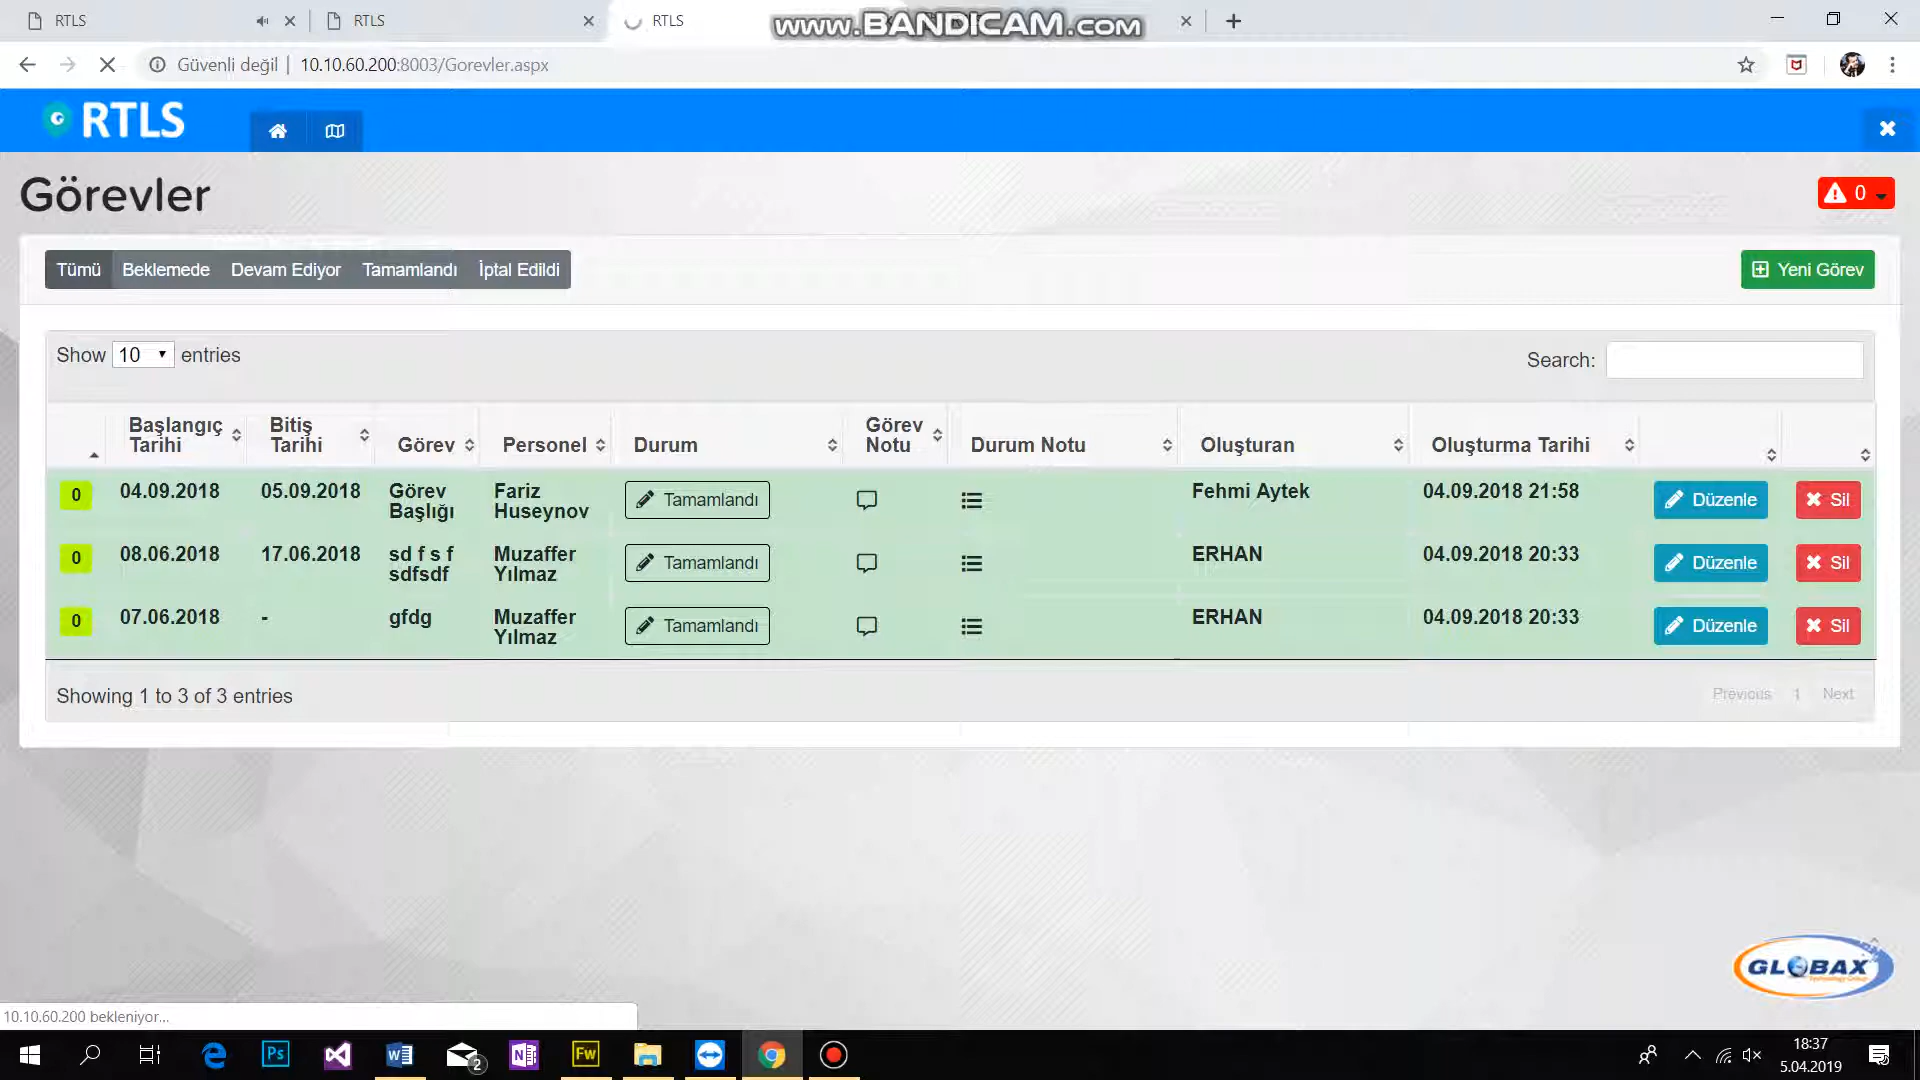 RTLS
RTLS
RTLS
www.BANDICAM.com
Güvenli değil | 10.10.60.200:8003/Gorevler.aspx
RTLS
Görevler
0
Tümü Beklemede Devam Ediyor Tamamlandı İptal Edildi
Yeni Görev
Show 10 entries
Search:
Başlangıç Tarihi Bitiş Tarihi Görev Personel Durum Görev Notu Durum Notu Oluşturan Oluşturma Tarihi
0 04.09.2018 05.09.2018 Görev Başlığı Fariz Huseynov Tamamlandı Fehmi Aytek 04.09.2018 21:58 Düzenle Sil
0 08.06.2018 17.06.2018 sd f s f sdfsdf Muzaffer Yılmaz Tamamlandı ERHAN 04.09.2018 20:33 Düzenle Sil
0 07.06.2018 - gfdg Muzaffer Yılmaz Tamamlandı ERHAN 04.09.2018 20:33 Düzenle Sil
Showing 1 to 3 of 3 entries
Previous 1 Next
GLOBAX
10.10.60.200 bekleniyor...
Ps
Fw
2
18:37
5.04.2019